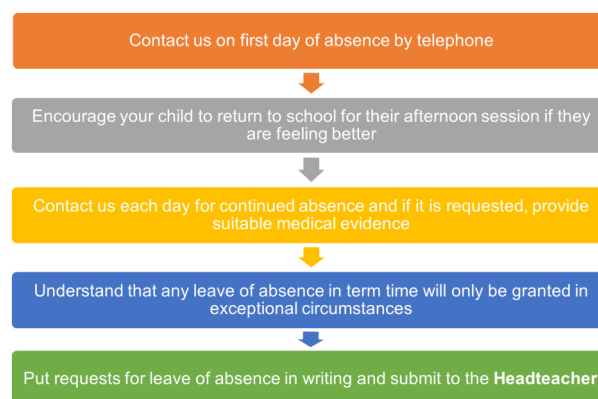 Contact us on first day of absence by telephone
Encourage your child to return to school for their afternoon session if they
are feeling better
Contact us each day for continued absence and if it is requested, provide
suitable medical evidence
Understand that any leave of absence in term time will only be granted in
exceptional circumstances
Put requests for leave of absence in writing and submit to the Headteacher